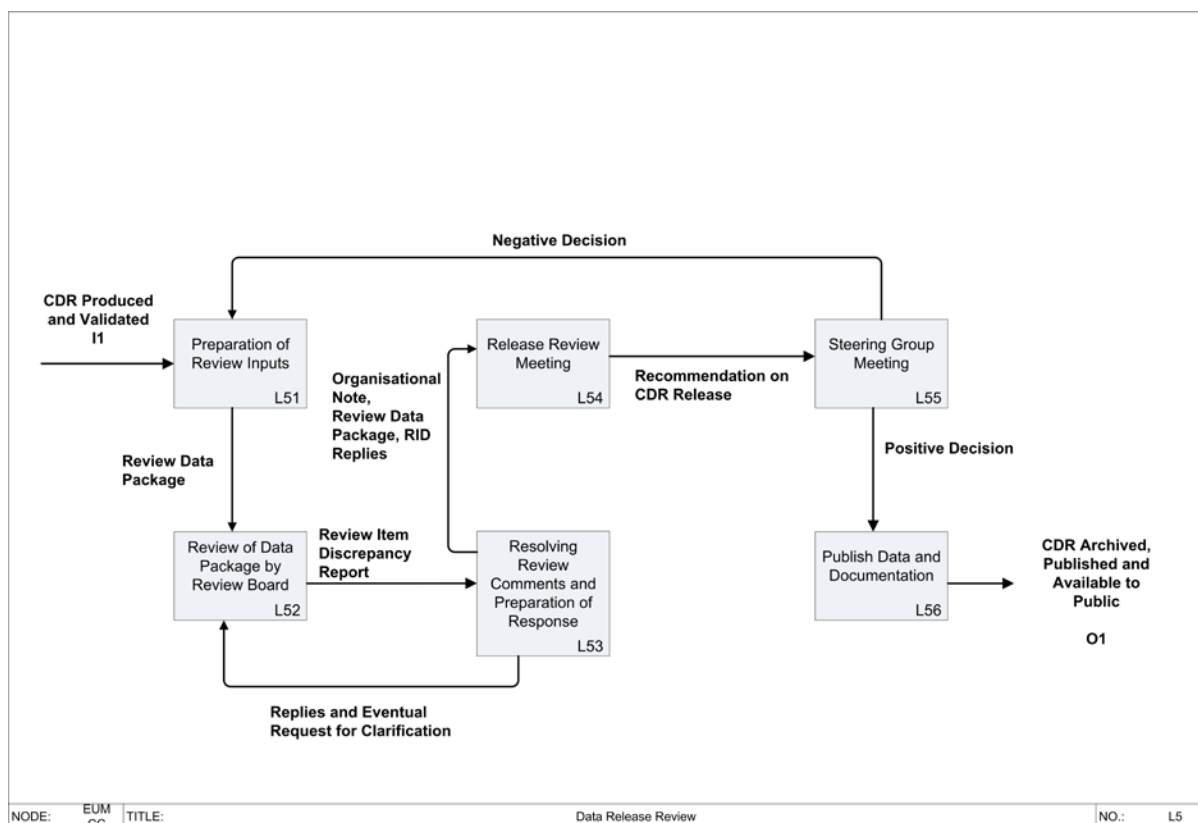 Negative Decision
CDR Produced
and Validated
I1
Preparation of
Review Inputs
L51
Organisational
Note,
Review Data
Package, RID
Replies
Release Review
Meeting
L54
Recommendation on
CDR Release
Steering Group
Meeting
L55
Review Data
Package
Positive Decision
Review of Data
Package by
Review Board
L52
Review Item
Discrepancy
Report
Resolving
Review
Comments and
Preparation of
Response
L53
Publish Data and
Documentation
L56
CDR Archived,
Published and
Available to
Public
O1
Replies and Eventual
Request for Clarification
NODE:
EUM
TITLE:
Data Release Review
NO.:
L5